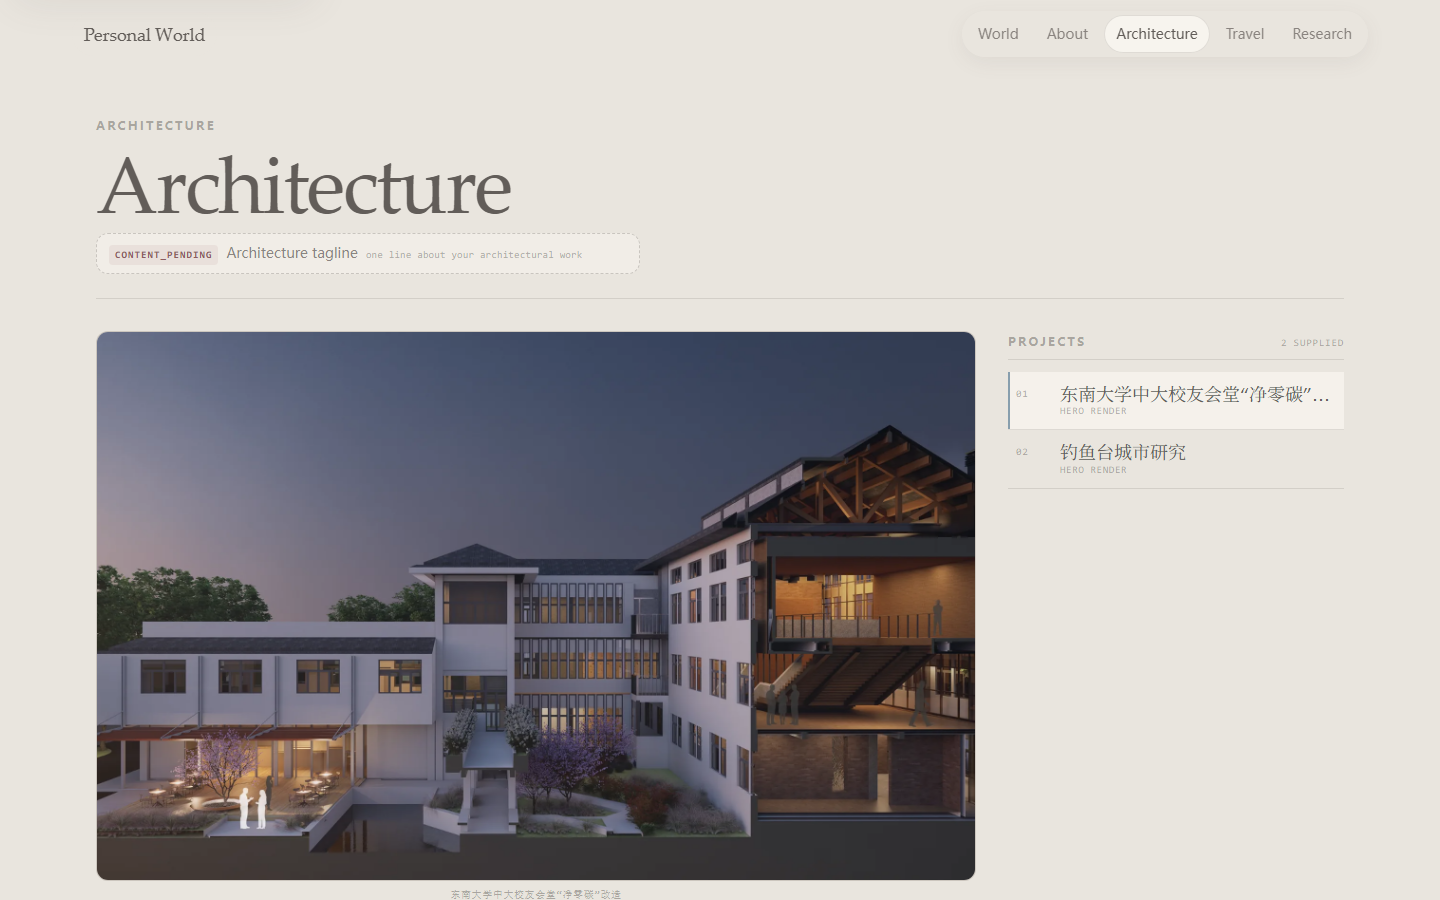 Personal World
World About Architecture Travel Research
ARCHITECTURE
Architecture
CONTENT_PENDING Architecture tagline one line about your architectural work
PROJECTS 2 SUPPLIED
01 东南大学中大校友会堂“净零碳”...
HERO RENDER
02 钓鱼台城市研究
HERO RENDER
东南大学中大校友会堂“净零碳”改造